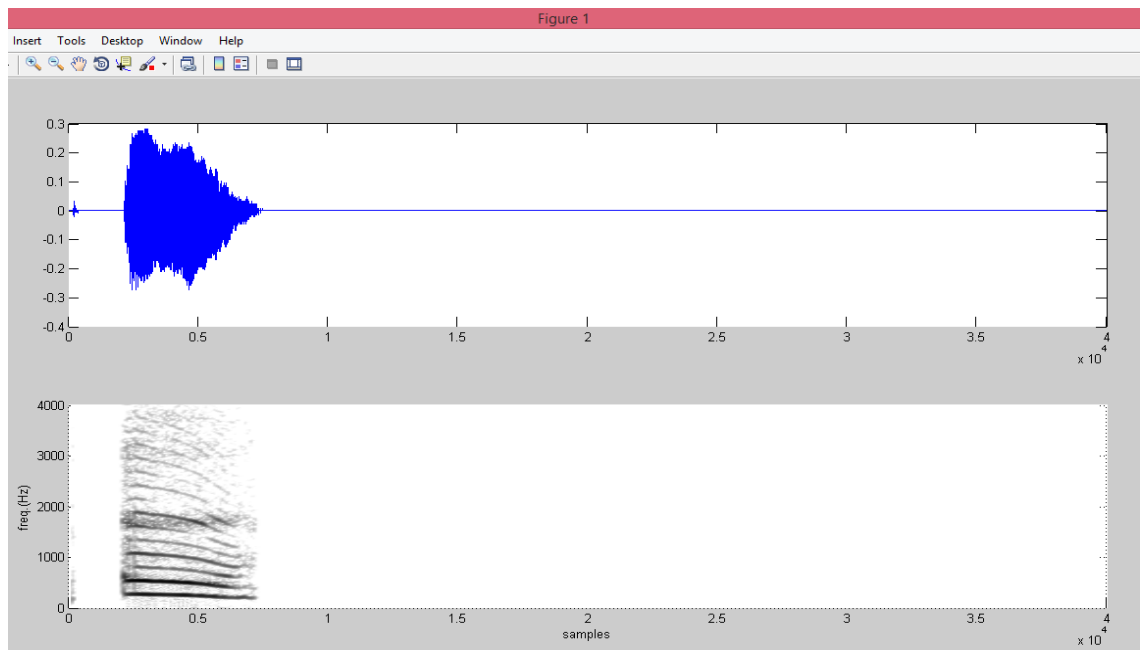 Figure 1
Insert Tools Desktop Window Help
0.3
0.2
0.1
0
-0.1
-0.2
-0.3
-0.4
0 0.5 1 1.5 2 2.5 3 3.5 4
x 10^4
4000
3000
2000
1000
0
freq.(Hz)
0 0.5 1 1.5 2 2.5 3 3.5 4
samples
x 10^4